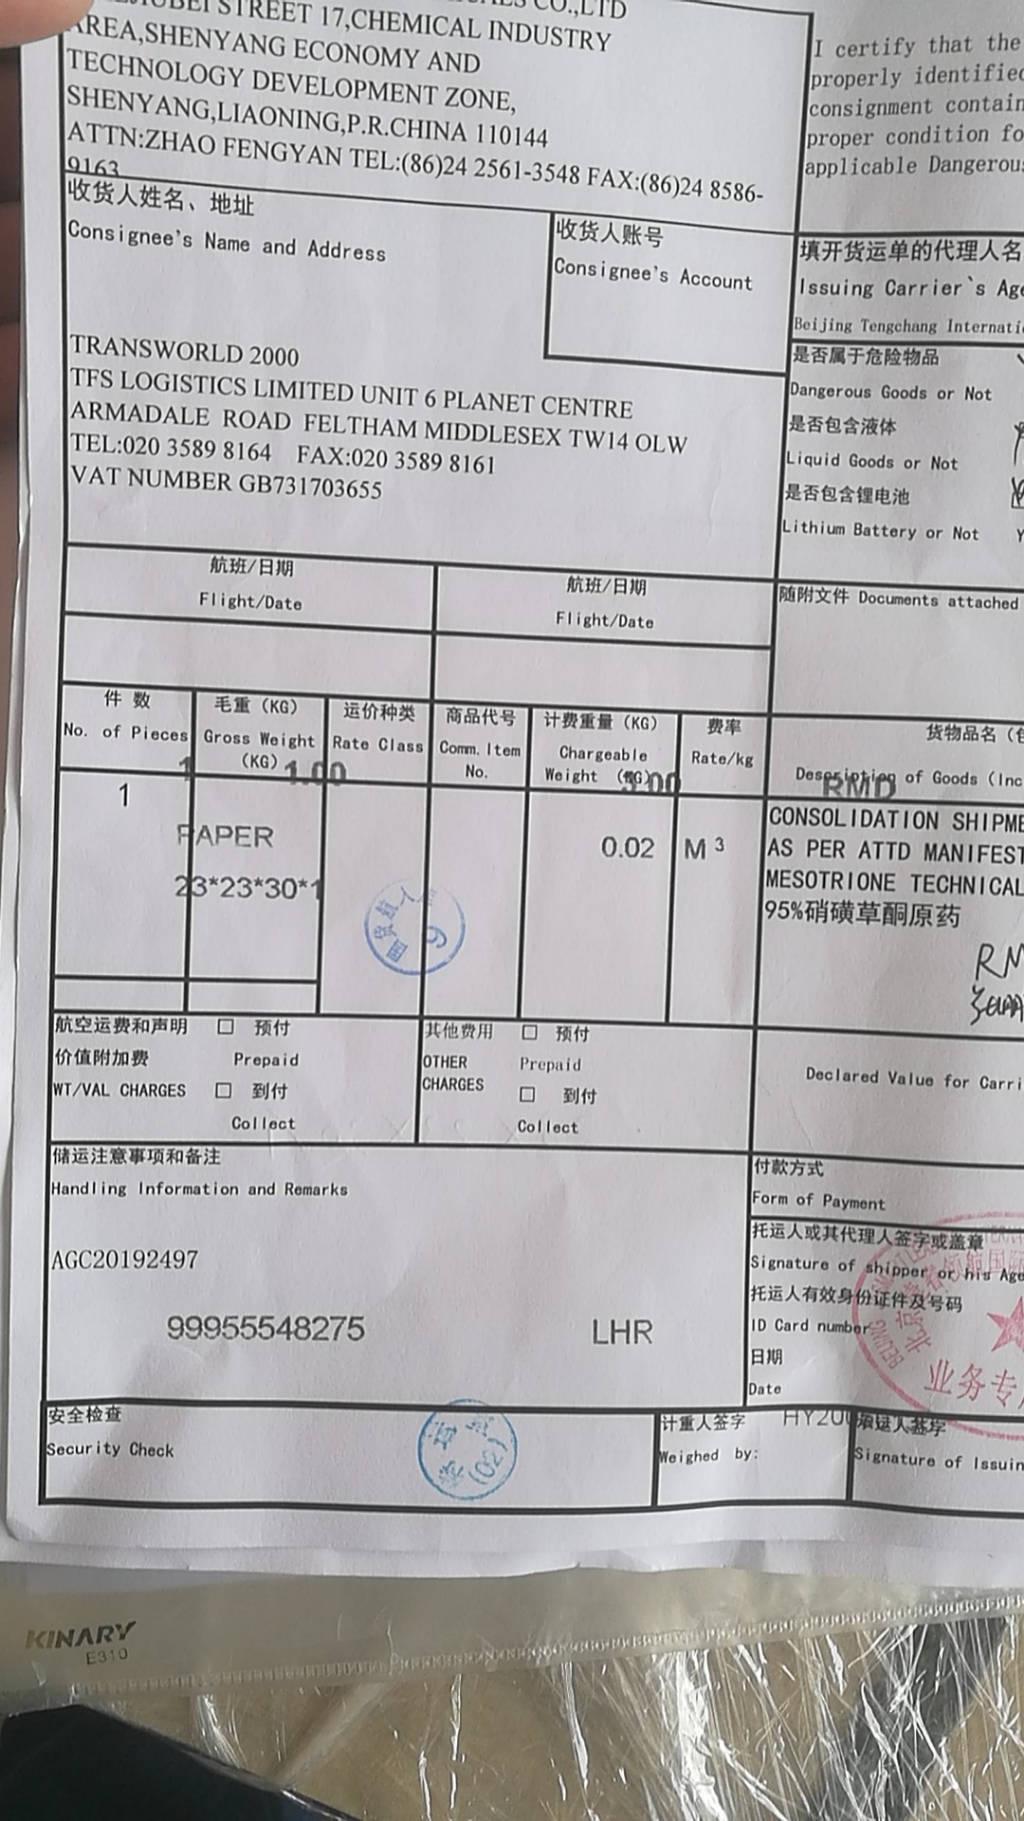 CO.,LTD
STREET 17,CHEMICAL INDUSTRY
AREA,SHENYANG ECONOMY AND
TECHNOLOGY DEVELOPMENT ZONE,
SHENYANG,LIAONING,P.R.CHINA 110144
ATTN:ZHAO FENGYAN TEL:(86)24 2561-3548 FAX:(86)24 8586-
9163
I certify that the
properly identified
consignment contain
proper condition fo
applicable Dangerous
收货人姓名、地址
Consignee's Name and Address
收货人账号
Consignee's Account
TRANSWORLD 2000
TFS LOGISTICS LIMITED UNIT 6 PLANET CENTRE
ARMADALE ROAD FELTHAM MIDDLESEX TW14 OLW
TEL:020 3589 8164 FAX:020 3589 8161
VAT NUMBER GB731703655
填开货运单的代理人名
Issuing Carrier`s Age
Beijing Tengchang Internati
是否属于危险物品
Dangerous Goods or Not
是否包含液体
Liquid Goods or Not
是否包含锂电池
Lithium Battery or Not
航班/日期
Flight/Date
航班/日期
Flight/Date
随附文件 Documents attached
件 数
No. of Pieces
毛重（KG）
Gross Weight
（KG）
运价种类
Rate Class
商品代号
Comm. Item
No.
计费重量（KG）
Chargeable
Weight （KG）
费率
Rate/kg
货物品名（
Description of Goods (Inc
1 1.00 RMD
1
PAPER
23*23*30*1
0.02 M 3
CONSOLIDATION SHIPME
AS PER ATTD MANIFEST
MESOTRIONE TECHNICAL
95%硝磺草酮原药
航空运费和声明
价值附加费
WT/VAL CHARGES
□ 预付
Prepaid
□ 到付
Collect
其他费用
OTHER
CHARGES
□ 预付
Prepaid
□ 到付
Collect
Declared Value for Carri
储运注意事项和备注
Handling Information and Remarks
AGC20192497
99955548275 LHR
付款方式
Form of Payment
托运人或其代理人签字或盖章
Signature of shipper or his Age
托运人有效身份证件及号码
ID Card number
日期
Date
业务专
安全检查
Security Check
计重人签字
Weighed by:
Signature of Issuin
KINARY
E310